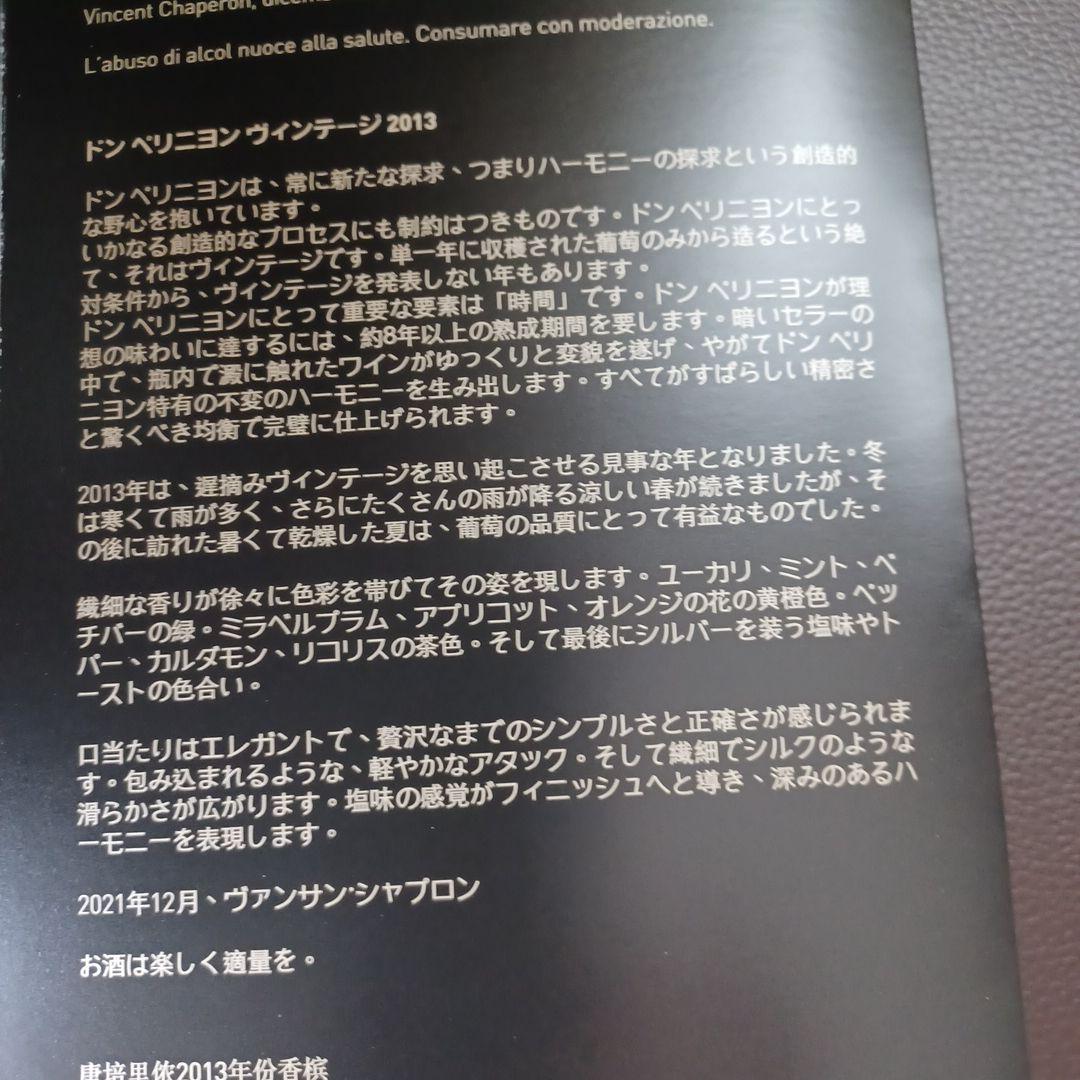 Vincent Chaperon, dicem
L´abuso di alcol nuoce alla salute. Consumare con moderazione.
ドン ペリニヨン ヴィンテージ 2013
ドン ペリニヨンは、常に新たな探求、つまりハーモニーの探求という創造的
な野心を抱いています。
いかなる創造的なプロセスにも制約はつきものです。ドン ペリニヨンにとっ
て、それはヴィンテージです。単一年に収穫された葡萄のみから造るという絶
対条件から、ヴィンテージを発表しない年もあります。
ドン ペリニヨンにとって重要な要素は「時間」です。ドン ペリニヨンが理
想の味わいに達するには、約8年以上の熟成期間を要します。暗いセラーの
中で、瓶内で澱に触れたワインがゆっくりと変貌を遂げ、やがてドン ペリ
ニヨン特有の不変のハーモニーを生み出します。すべてがすばらしい精密さ
と驚くべき均衡で完璧に仕上げられます。
2013年は、遅摘みヴィンテージを思い起こさせる見事な年となりました。冬
は寒くて雨が多く、さらにたくさんの雨が降る涼しい春が続きましたが、そ
の後に訪れた暑くて乾燥した夏は、葡萄の品質にとって有益なものでした。
繊細な香りが徐々に色彩を帯びてその姿を現します。ユーカリ、ミント、ベ
チバーの緑。ミラベルプラム、アプリコット、オレンジの花の黄橙色。ペッ
パー、カルダモン、リコリスの茶色。そして最後にシルバーを装う塩味やト
ーストの色合い。
口当たりはエレガントで、贅沢なまでのシンプルさと正確さが感じられま
す。包み込まれるような、軽やかなアタック。そして繊細でシルクのような
滑らかさが広がります。塩味の感覚がフィニッシュへと導き、深みのあるハ
ーモニーを表現します。
2021年12月、ヴァンサン·シャプロン
お酒は楽しく適量を。
唐培里侬2013年份香槟